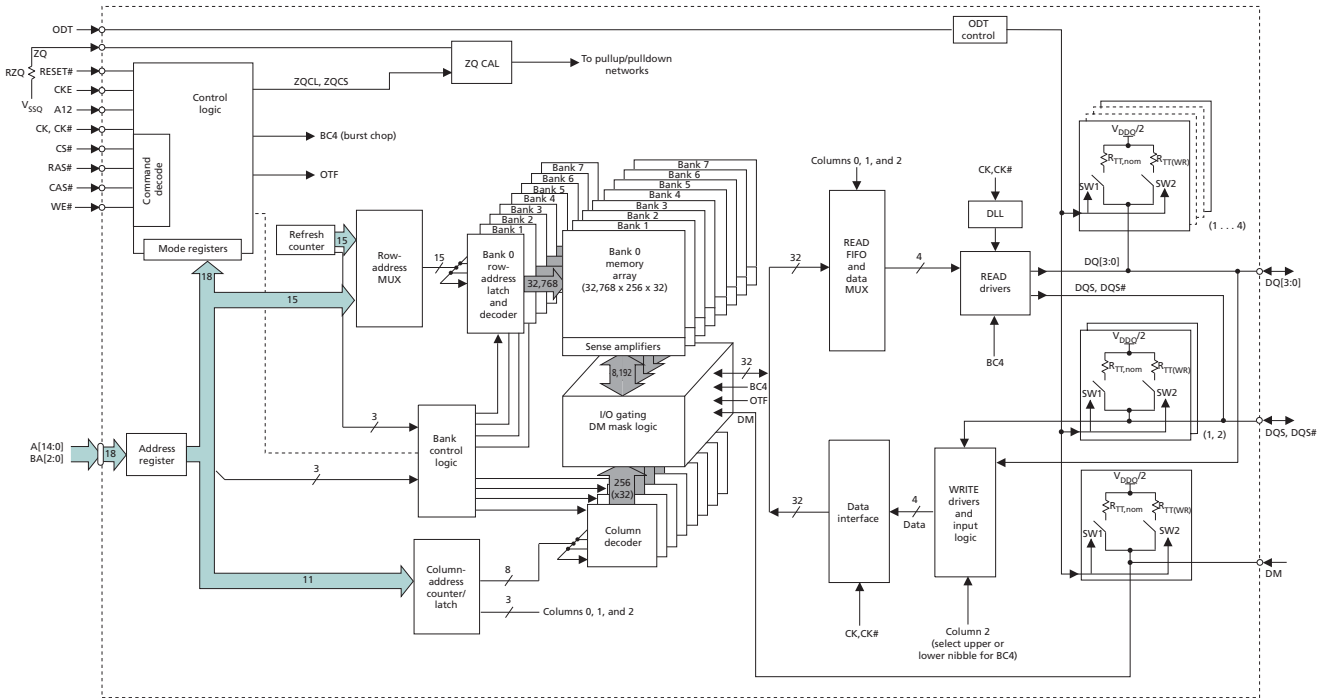 ODT
ODT
control
ZQ
RZQ
V_SSQ
RESET#
CKE
A12
CK, CK#
CS#
RAS#
CAS#
WE#
Control
logic
Command
decode
Mode registers
ZQCL, ZQCS
ZQ CAL
To pullup/pulldown
networks
BC4 (burst chop)
OTF
Refresh
counter
15
Row-
address
MUX
15
18
15
Bank 7
Bank 6
Bank 5
Bank 4
Bank 3
Bank 2
Bank 1
Bank 0
row-
address
latch
and
decoder
32,768
Bank 7
Bank 6
Bank 5
Bank 4
Bank 3
Bank 2
Bank 1
Bank 0
memory
array
(32,768 x 256 x 32)
Sense amplifiers
8,192
I/O gating
DM mask logic
32
BC4
OTF
DM
3
3
Bank
control
logic
256
(x32)
Column
decoder
A[14:0]
BA[2:0]
18
Address
register
11
Column-
address
counter/
latch
8
3
Columns 0, 1, and 2
Columns 0, 1, and 2
32
READ
FIFO
and
data
MUX
4
CK,CK#
DLL
READ
drivers
BC4
DQ[3:0]
DQS, DQS#
DQ[3:0]
V_DDQ/2
R_TT,nom
R_TT(WR)
SW1
SW2
(1 . . . 4)
V_DDQ/2
R_TT,nom
R_TT(WR)
SW1
SW2
(1, 2)
DQS, DQS#
32
Data
interface
CK,CK#
4
Data
WRITE
drivers
and
input
logic
Column 2
(select upper or
lower nibble for BC4)
V_DDQ/2
R_TT,nom
R_TT(WR)
SW1
SW2
DM